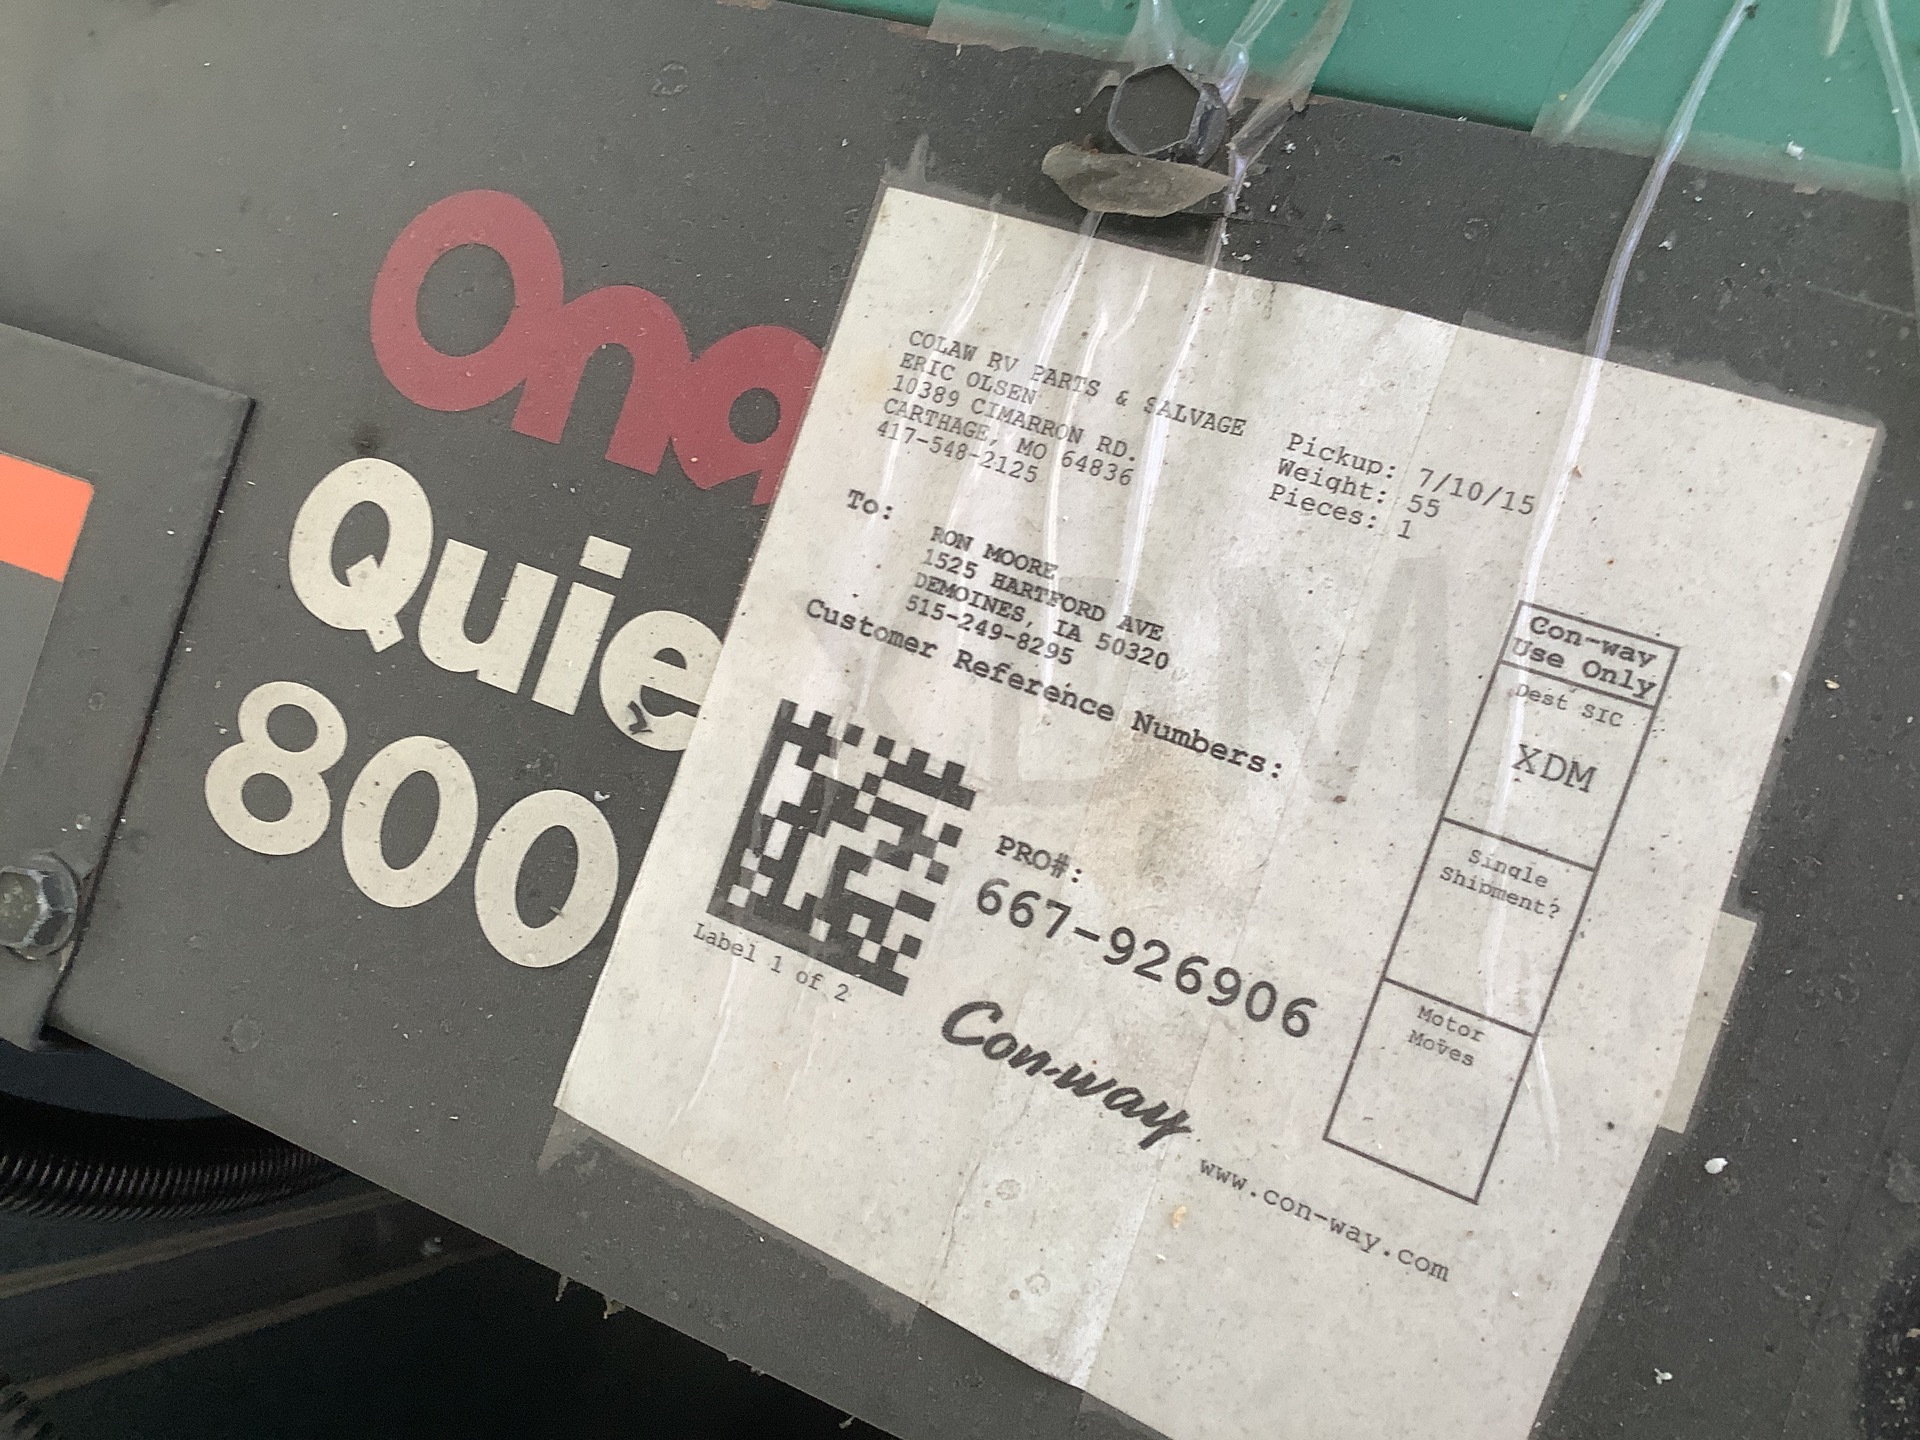 Ona
Quie
800
COLAW RV PARTS & SALVAGE
ERIC OLSEN
10389 CIMARRON RD.
CARTHAGE, MO 64836
417-548-2125
Pickup: 7/10/15
Weight: 55
Pieces: 1
To:
RON MOORE
1525 HARTFORD AVE
DEMOINES, IA 50320
515-249-8295
Customer Reference Numbers:
XDM
Con-way
Use Only
Dest SIC
XDM
Single
Shipment?
Motor
Moves
PRO#:
667-926906
Label 1 of 2
Con-way
www.con-way.com